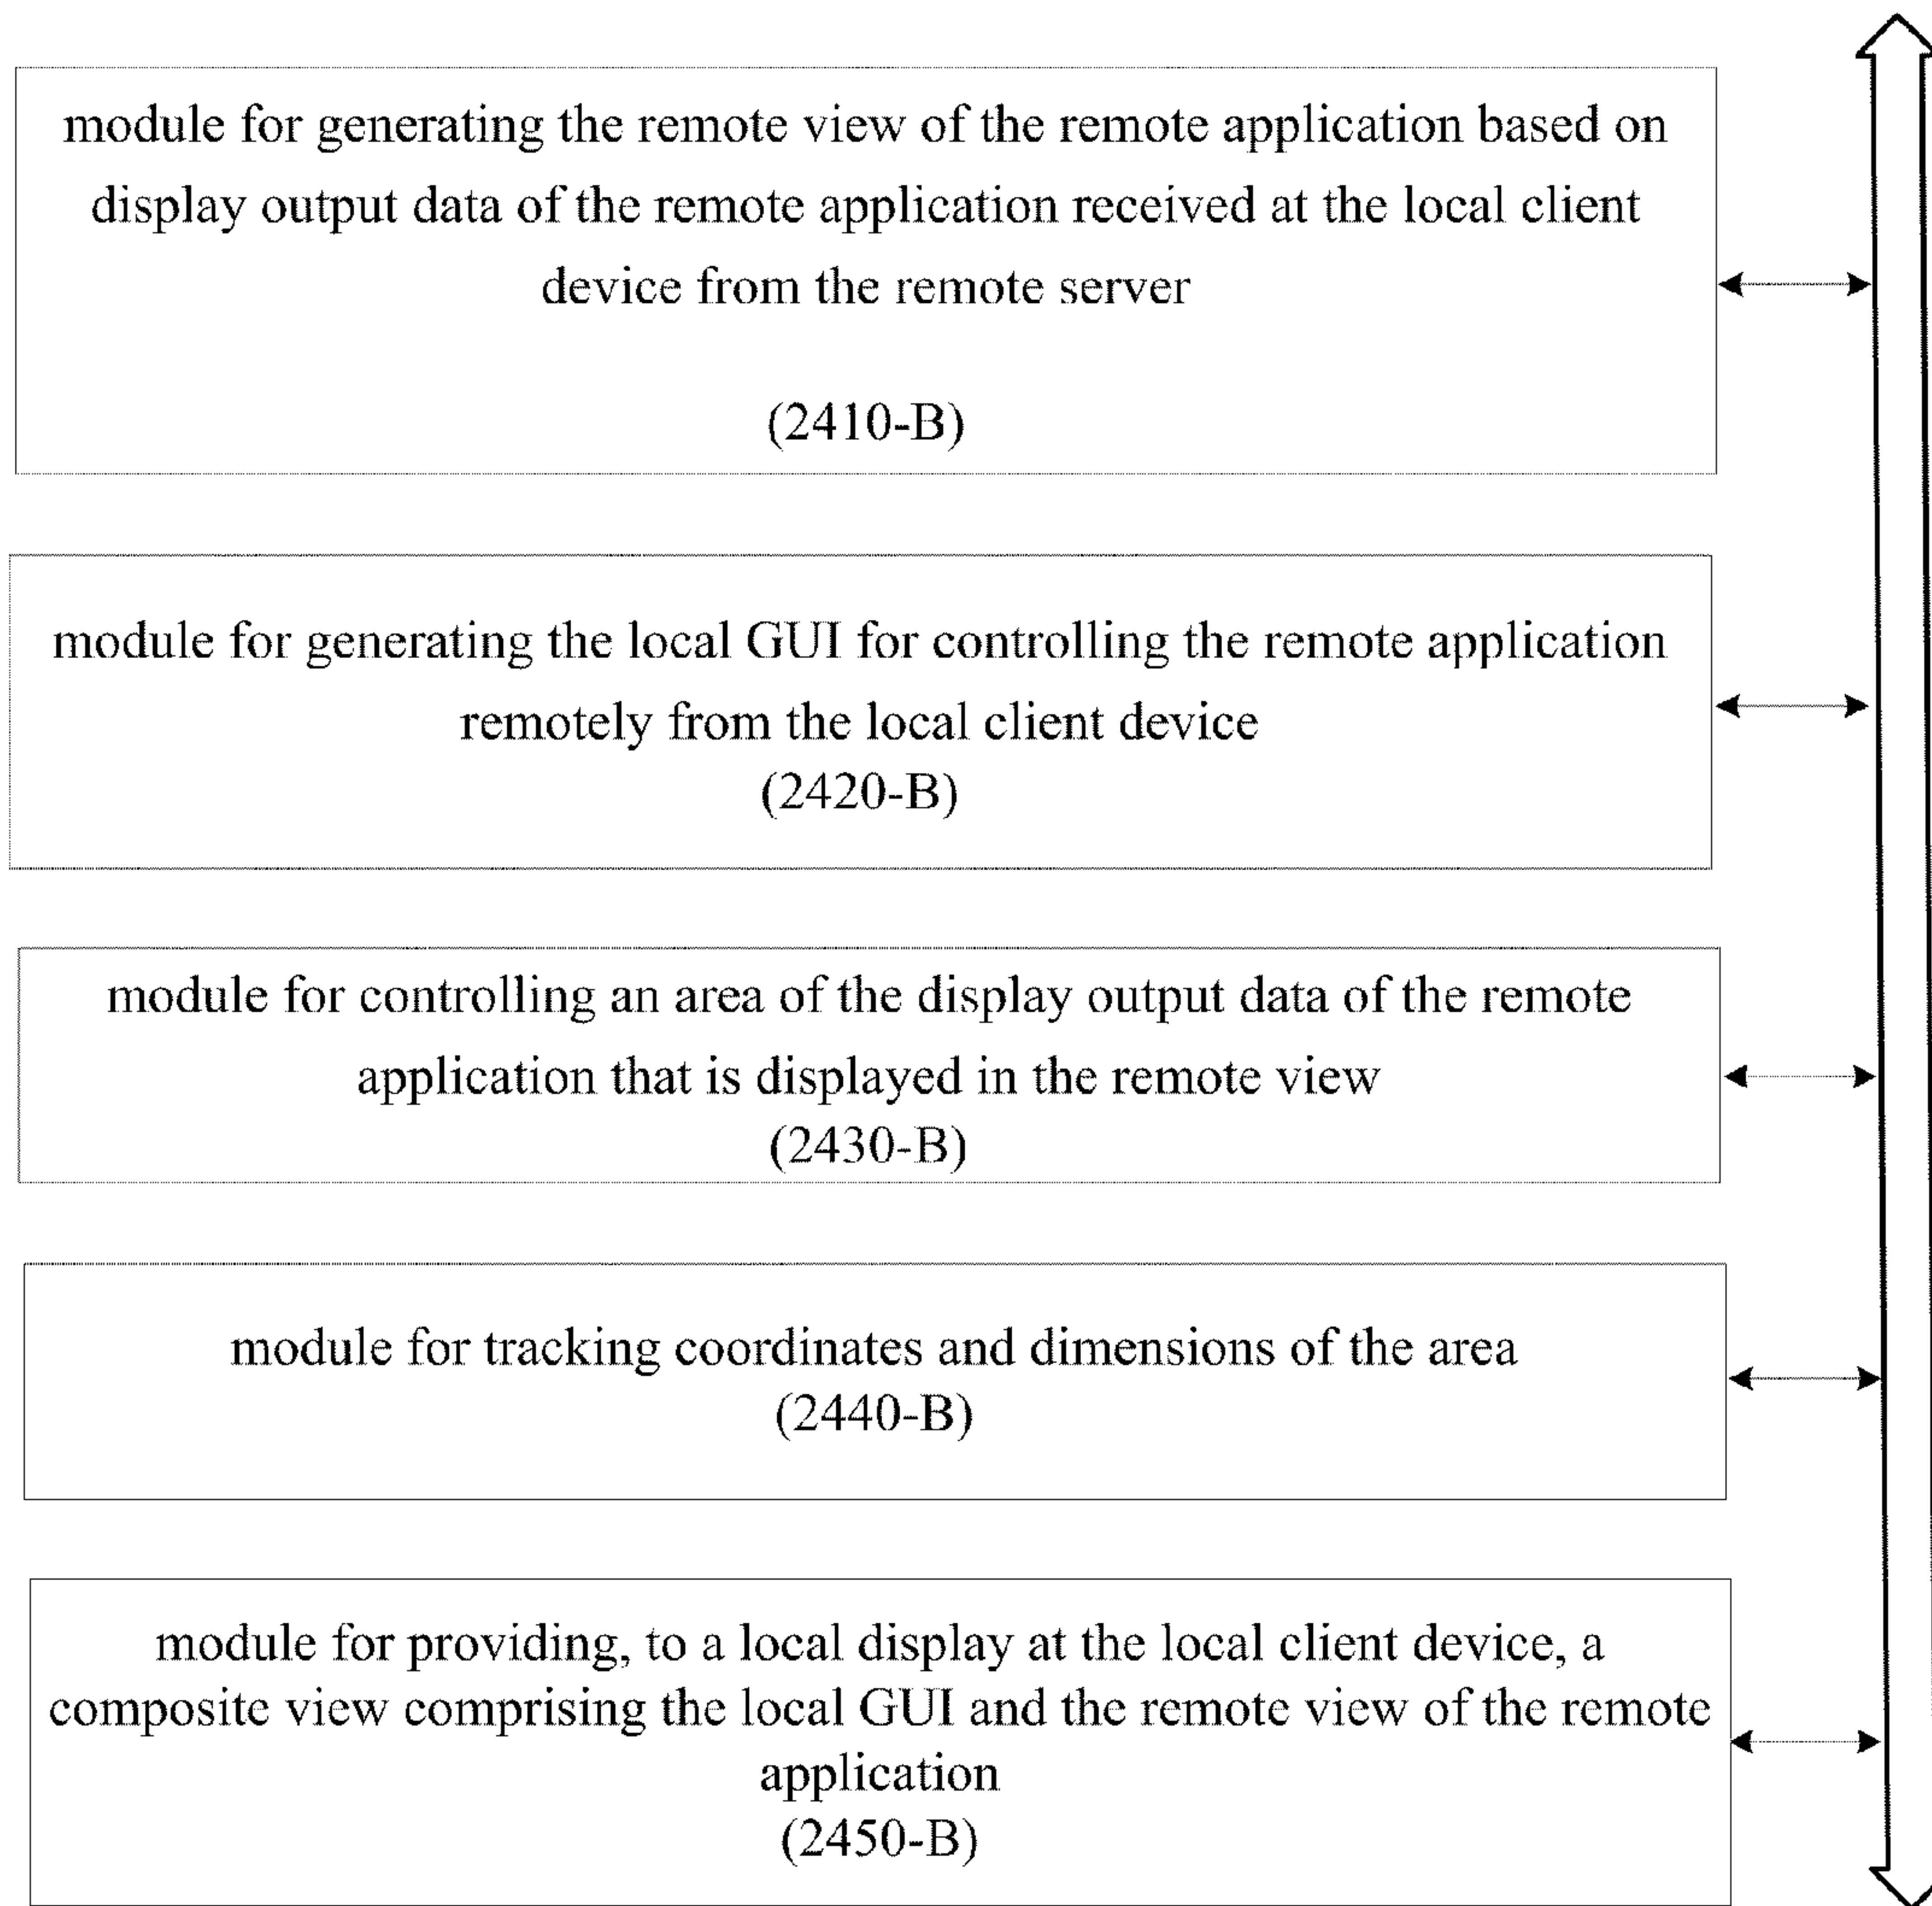 module for generating the remote view of the remote application based on
display output data of the remote application received at the local client
device from the remote server
(2410-B)
module for generating the local GUI for controlling the remote application
remotely from the local client device
(2420-B)
module for controlling an area of the display output data of the remote
application that is displayed in the remote view
(2430-B)
module for tracking coordinates and dimensions of the area
(2440-B)
module for providing, to a local display at the local client device, a
composite view comprising the local GUI and the remote view of the remote
application
(2450-B)